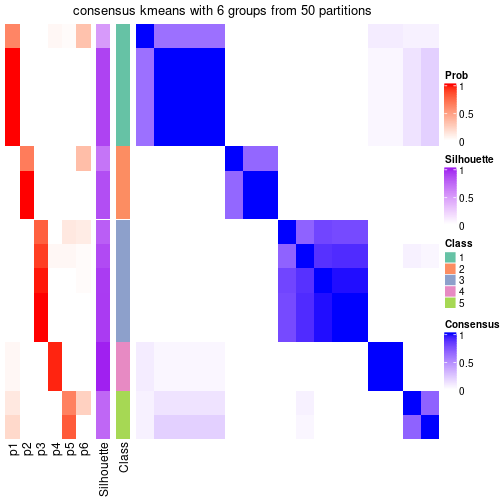 consensus kmeans with 6 groups from 50 partitions
Prob
1
0.5
0
Silhouette
1
0.5
0
Class
1
2
3
4
5
Consensus
1
0.5
0
p1
p2
p3
p4
p5
p6
Silhouette
Class